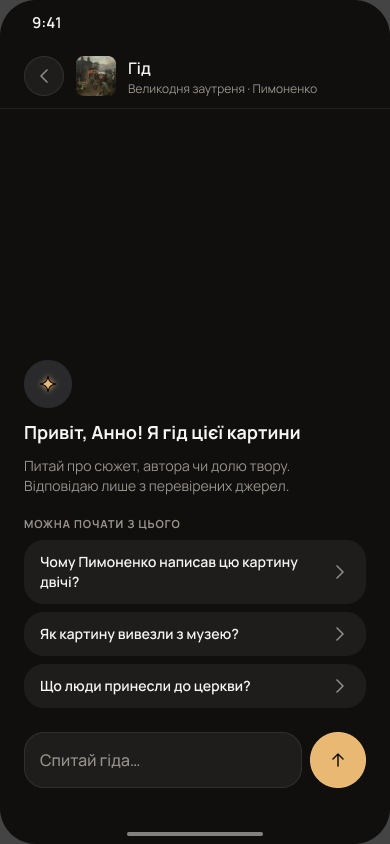 9:41
Гід
Великодня заутреня · Пимоненко
Привіт, Анно! Я гід цієї картини
Питай про сюжет, автора чи долю твору.
Відповідаю лише з перевірених джерел.
МОЖНА ПОЧАТИ З ЦЬОГО
Чому Пимоненко написав цю картину
двічі?
Як картину вивезли з музею?
Що люди принесли до церкви?
Спитай гіда...